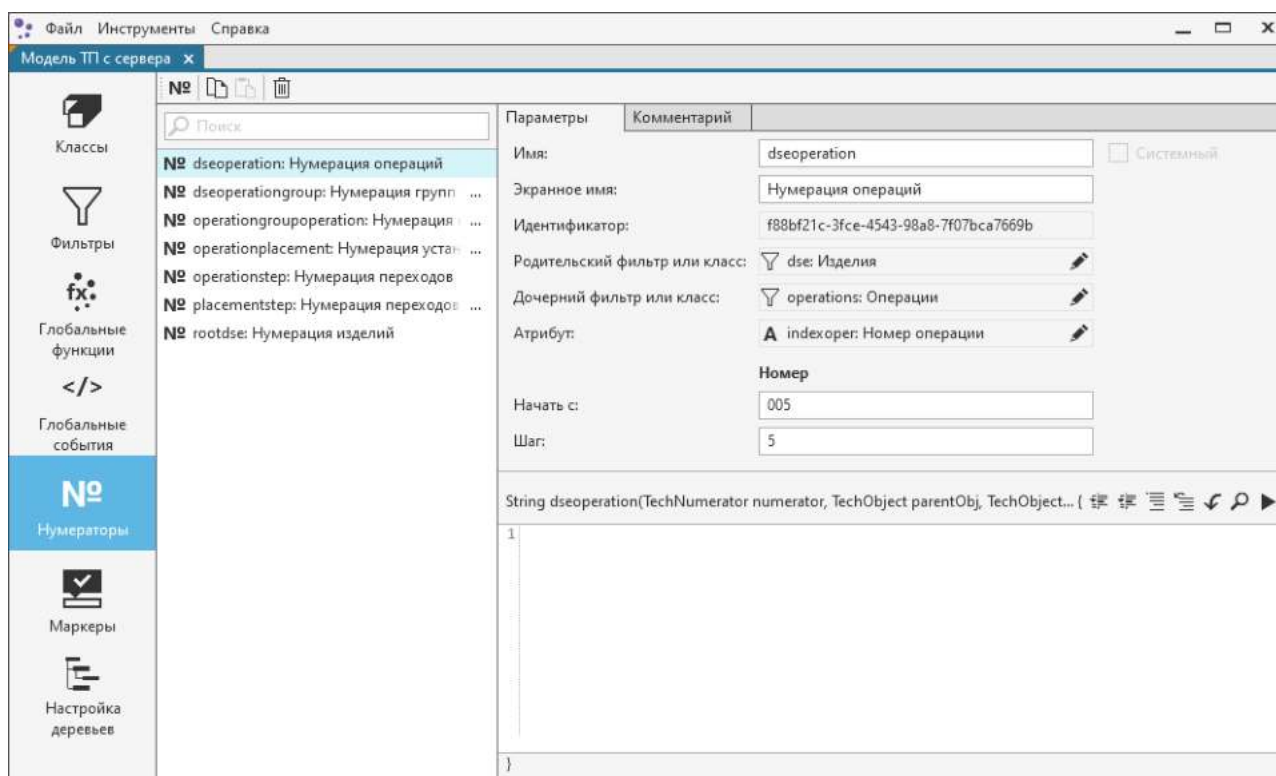 Файл Инструменты Справка
Модель ТП с сервера x
№
Классы
Фильтры
fx
Глобальные
функции
</>
Глобальные
события
№
Нумераторы
Маркеры
Настройка
деревьев
Поиск
№ dseoperation: Нумерация операций
№ dseoperationgroup: Нумерация групп ...
№ operationgroupoperation: Нумерация ...
№ operationplacement: Нумерация устан ...
№ operationstep: Нумерация переходов
№ placementstep: Нумерация переходов ...
№ rootdse: Нумерация изделий
Параметры Комментарий
Имя: dseoperation Системный
Экранное имя: Нумерация операций
Идентификатор: f88bf21c-3fce-4543-98a8-7f07bca7669b
Родительский фильтр или класс: dse: Изделия
Дочерний фильтр или класс: operations: Операции
Атрибут: A indexoper: Номер операции
Номер
Начать с: 005
Шаг: 5
String dseoperation(TechNumerator numerator, TechObject parentObj, TechObject... {
1
}